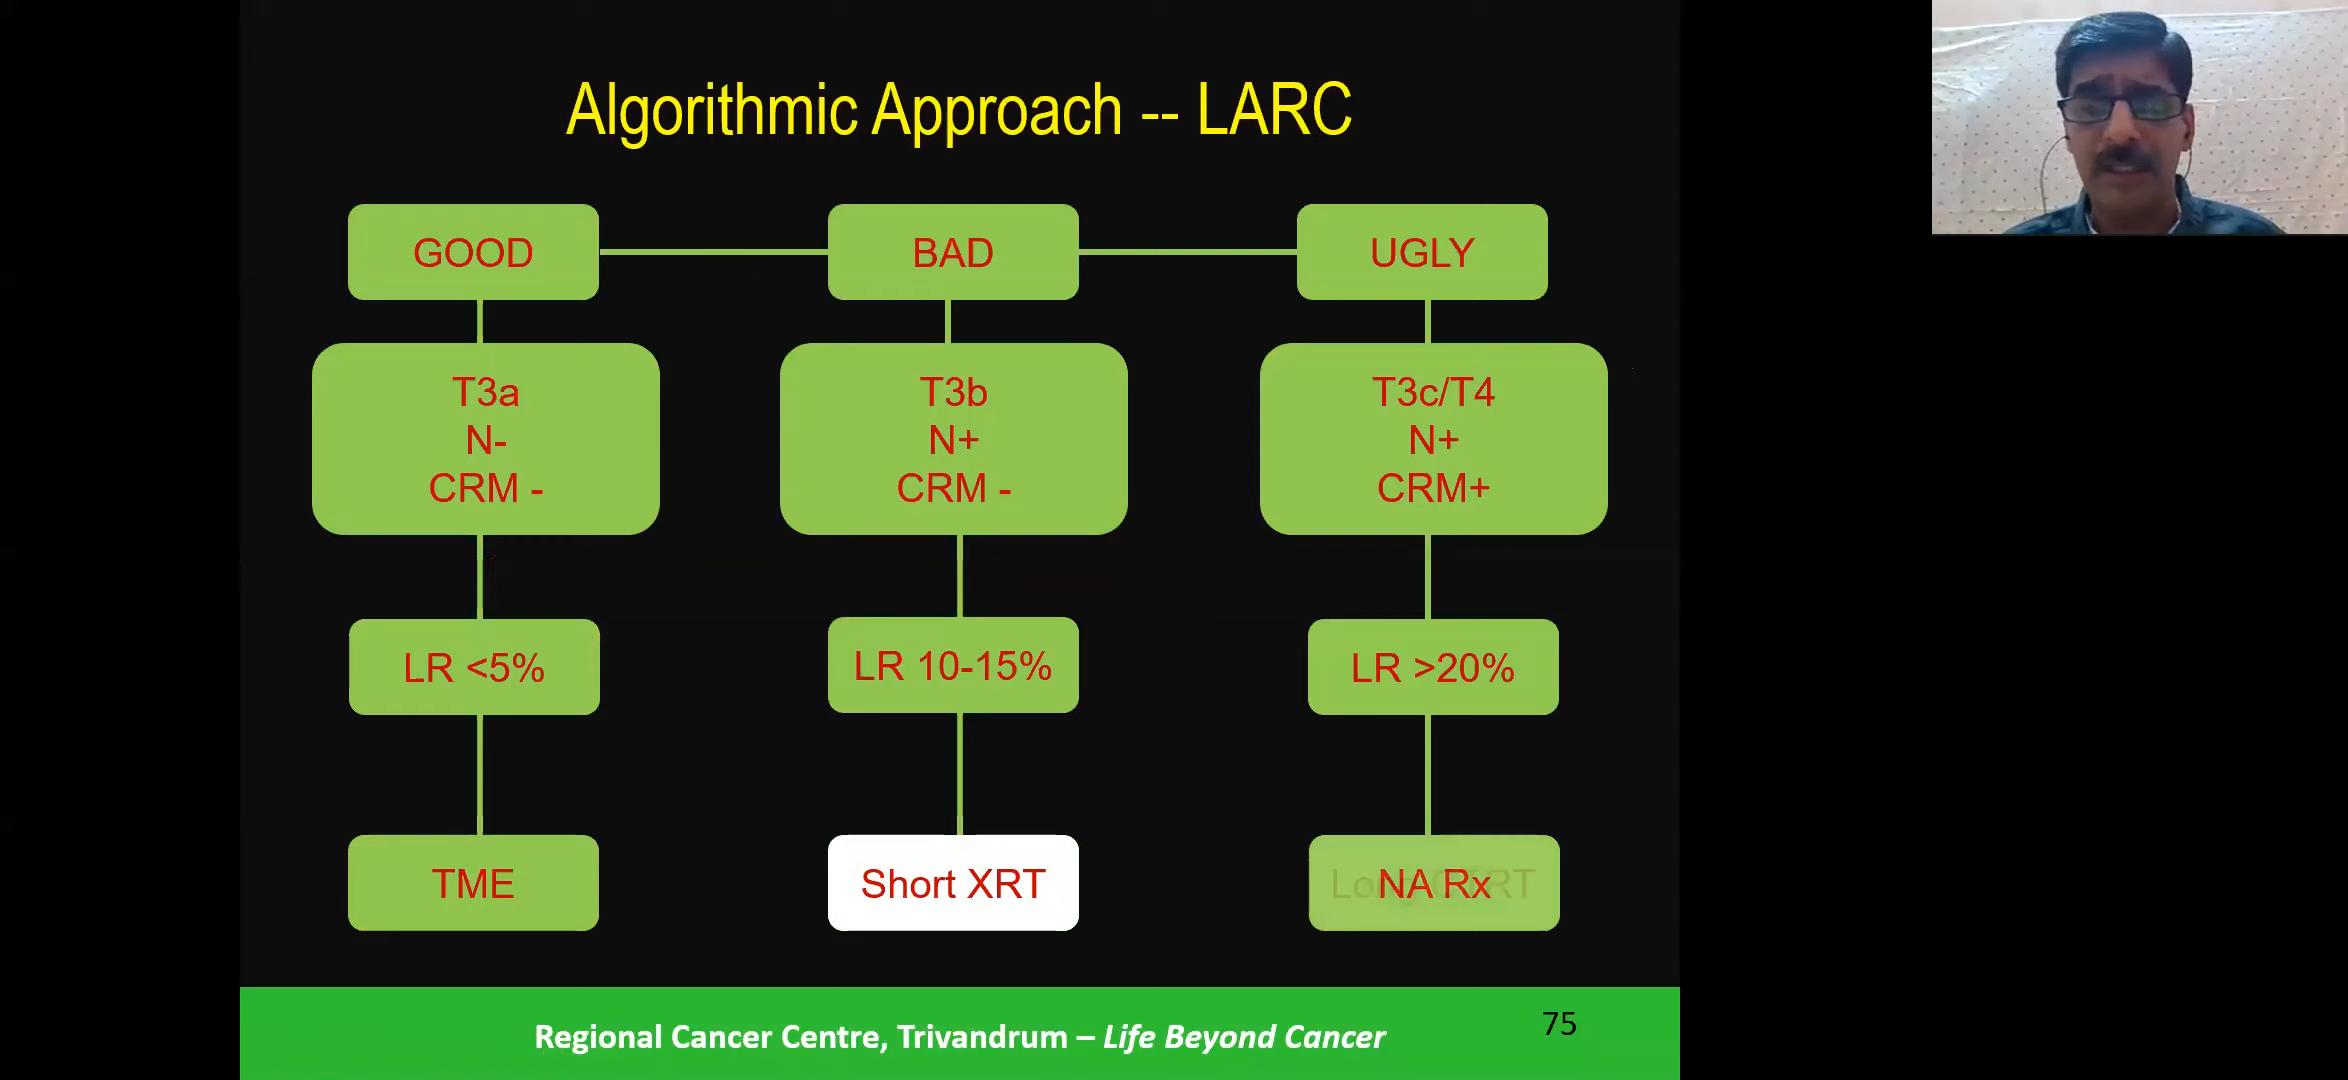 Algorithmic Approach -- LARC
GOOD
BAD
UGLY
T3a
N-
CRM -
T3b
N+
CRM -
T3c/T4
N+
CRM+
LR <5%
LR 10-15%
LR >20%
TME
Short XRT
NA Rx
Regional Cancer Centre, Trivandrum – Life Beyond Cancer
75